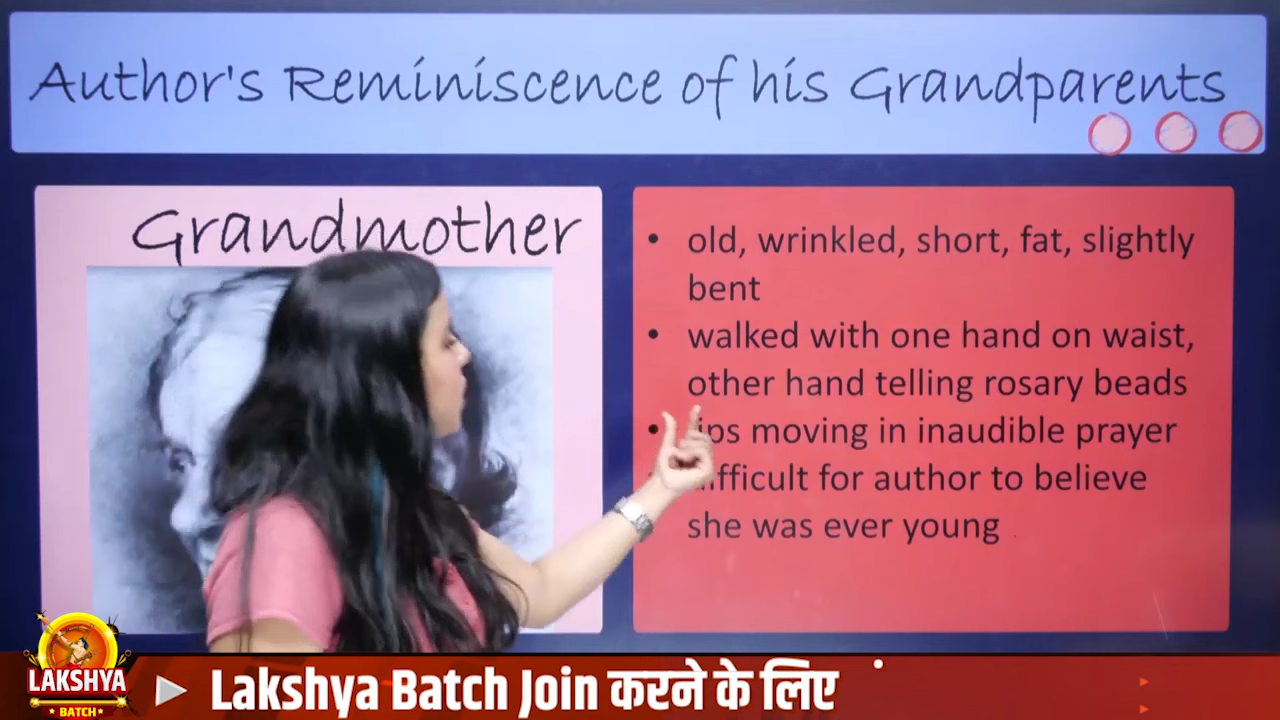 Author's Reminiscence of his Grandparents
Grandmother
• old, wrinkled, short, fat, slightly
bent
• walked with one hand on waist,
other hand telling rosary beads
• lips moving in inaudible prayer
difficult for author to believe
she was ever young
LAKSHYA
BATCH
Lakshya Batch Join करने के लिए